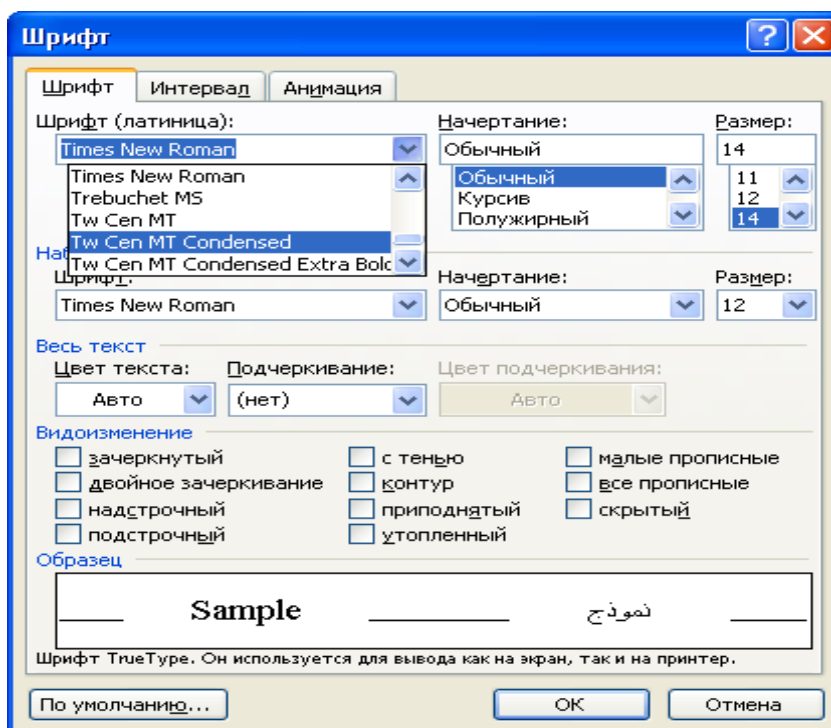 Шрифт
Шрифт Интервал Анимация
Шрифт (латиница): Начертание: Размер:
Times New Roman Обычный 14
Times New Roman Обычный 11
Trebuchet MS Курсив 12
Tw Cen MT Полужирный 14
Tw Cen MT Condensed
Tw Cen MT Condensed Extra Bold
Шрифт: Начертание: Размер:
Times New Roman Обычный 12
Весь текст
Цвет текста: Подчеркивание: Цвет подчеркивания:
Авто (нет) Авто
Видоизменение
зачеркнутый с тенью малые прописные
двойное зачеркивание контур все прописные
надстрочный приподнятый скрытый
подстрочный утопленный
Образец
Sample نموذج
Шрифт TrueType. Он используется для вывода как на экран, так и на принтер.
По умолчанию... ОК Отмена